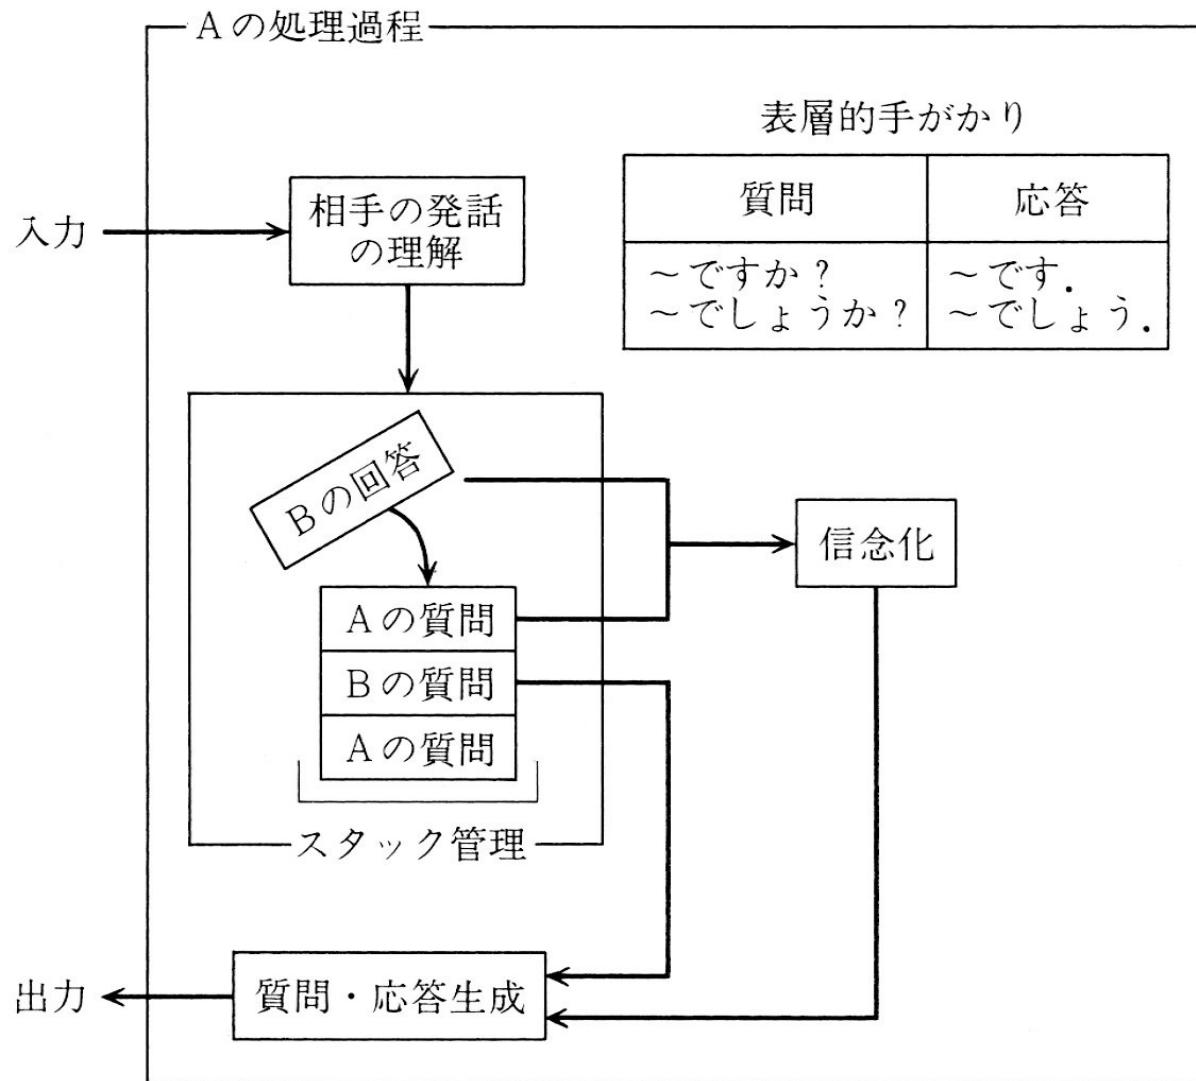 Aの処理過程
表層的手がかり
質問 応答
~ですか? ~です.
~でしょうか? ~でしょう.
入力
相手の発話
の理解
Bの回答
信念化
Aの質問
Bの質問
Aの質問
スタック管理
出力
質問・応答生成